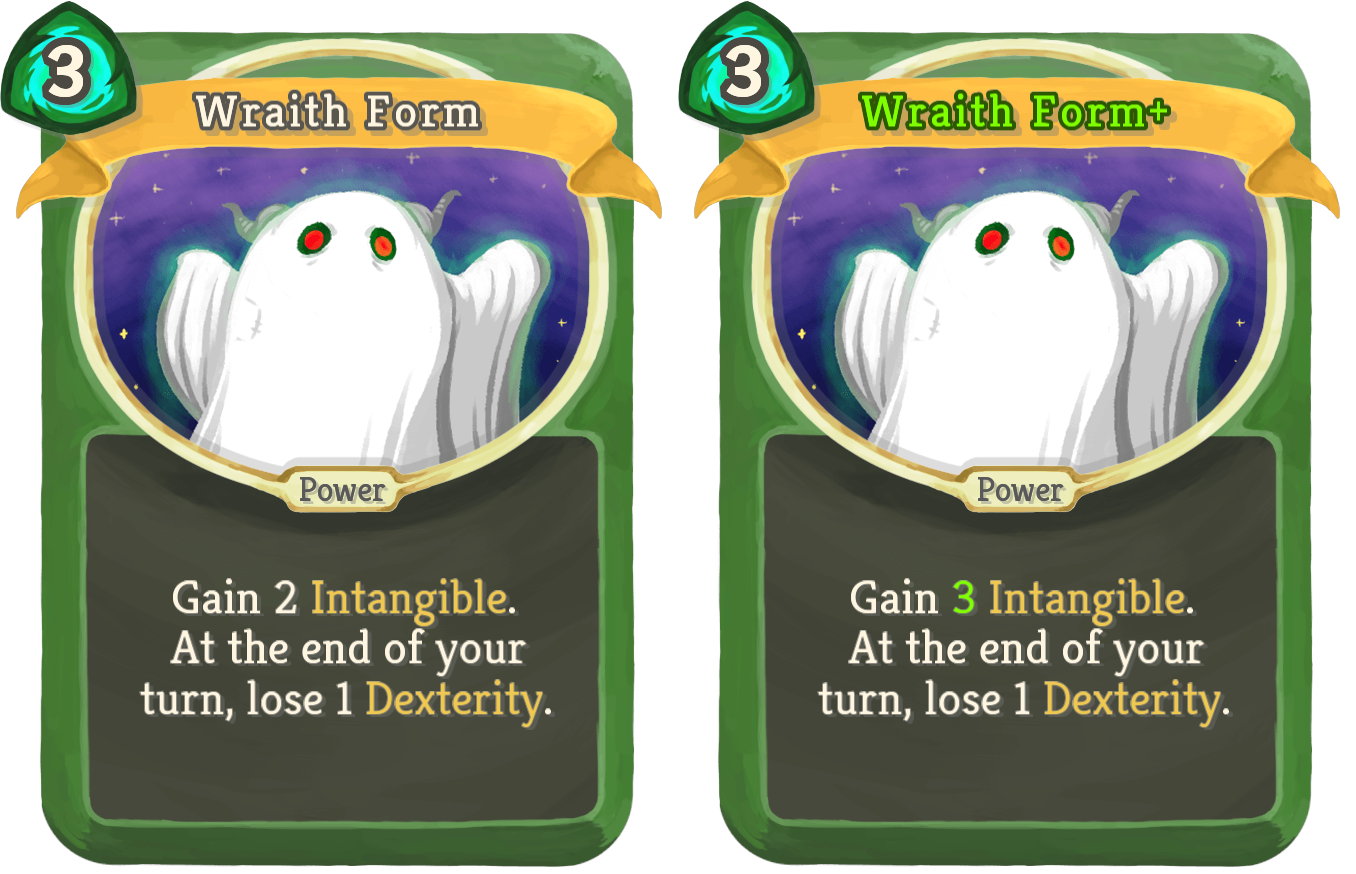 3
Wraith Form
Power
Gain 2 Intangible.
At the end of your
turn, lose 1 Dexterity.
3
Wraith Form+
Power
Gain 3 Intangible.
At the end of your
turn, lose 1 Dexterity.